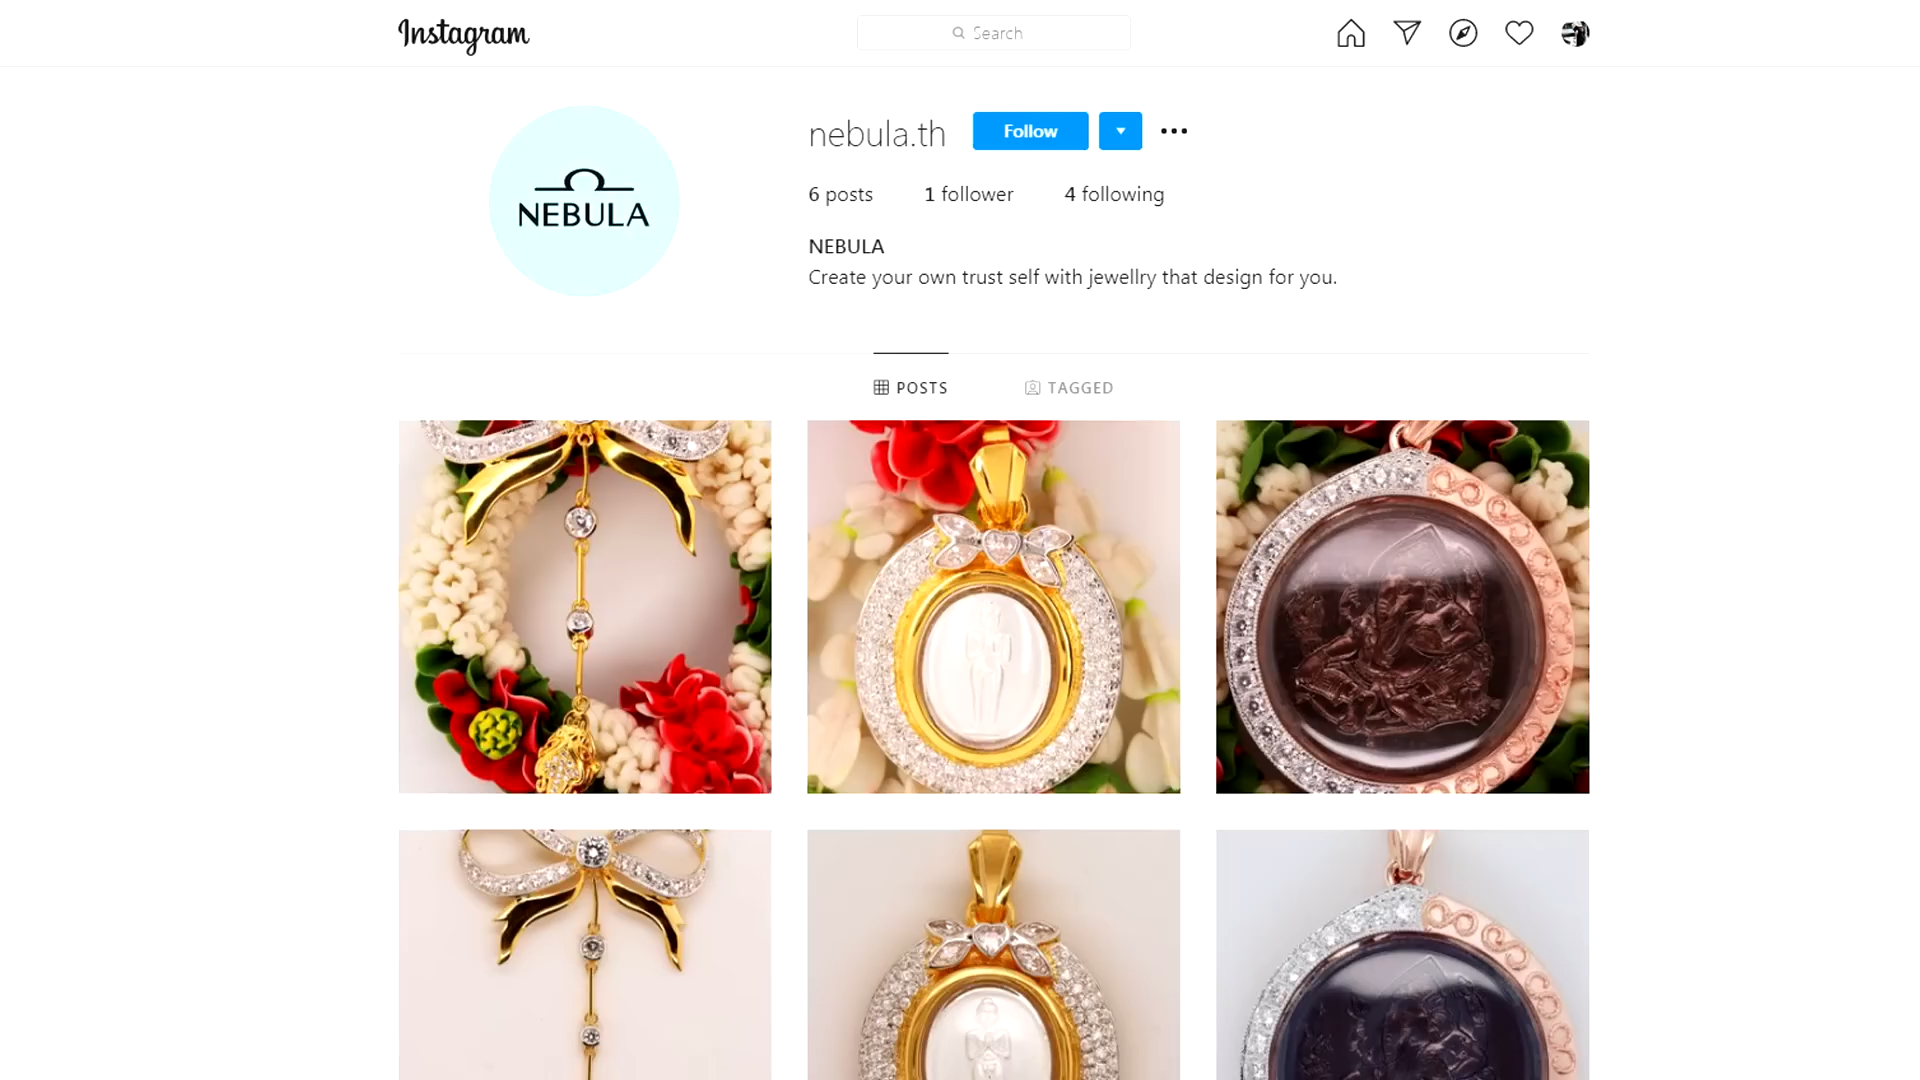 Instagram
Search
NEBULA
nebula.th
Follow
6 posts 1 follower 4 following
NEBULA
Create your own trust self with jewellry that design for you.
POSTS
TAGGED